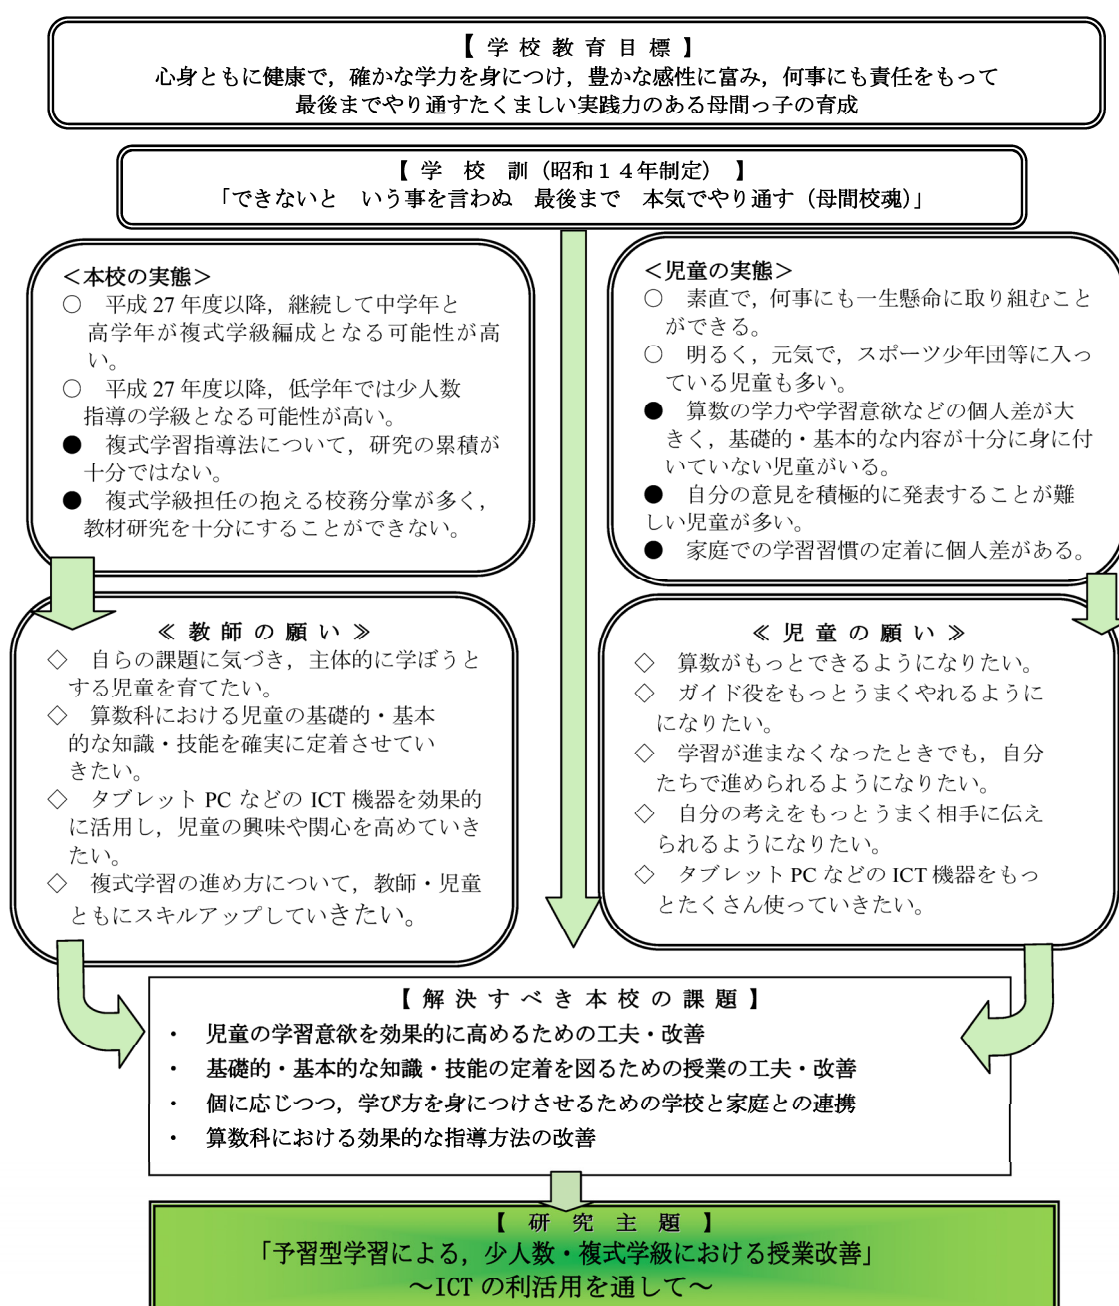 【 学 校 教 育 目 標 】
心身ともに健康で，確かな学力を身につけ，豊かな感性に富み，何事にも責任をもって
最後までやり通すたくましい実践力のある母間っ子の育成
【 学　校　訓（昭和１４年制定） 】
「できないと　いう事を言わぬ　最後まで　本気でやり通す（母間校魂）」
＜本校の実態＞
○　平成 27 年度以降，継続して中学年と
高学年が複式学級編成となる可能性が高
い。
○　平成 27 年度以降，低学年では少人数
指導の学級となる可能性が高い。
●　複式学習指導法について，研究の累積が
十分ではない。
●　複式学級担任の抱える校務分掌が多く，
教材研究を十分にすることができない。
＜児童の実態＞
○　素直で，何事にも一生懸命に取り組むこと
ができる。
○　明るく，元気で，スポーツ少年団等に入っ
ている児童も多い。
●　算数の学力や学習意欲などの個人差が大
きく，基礎的・基本的な内容が十分に身に付
いていない児童がいる。
●　自分の意見を積極的に発表することが難
しい児童が多い。
●　家庭での学習習慣の定着に個人差がある。
≪ 教 師 の 願 い ≫
◇　自らの課題に気づき，主体的に学ぼうと
する児童を育てたい。
◇　算数科における児童の基礎的・基本
的な知識・技能を確実に定着させてい
きたい。
◇　タブレット PC などの ICT 機器を効果的
に活用し，児童の興味や関心を高めていき
たい。
◇　複式学習の進め方について，教師・児童
ともにスキルアップしていきたい。
≪ 児 童 の 願 い ≫
◇　算数がもっとできるようになりたい。
◇　ガイド役をもっとうまくやれるように
になりたい。
◇　学習が進まなくなったときでも，自分
たちで進められるようになりたい。
◇　自分の考えをもっとうまく相手に伝え
られるようになりたい。
◇　タブレット PC などの ICT 機器をもっ
とたくさん使っていきたい。
【 解 決 す べ き 本 校 の 課 題 】
・　児童の学習意欲を効果的に高めるための工夫・改善
・　基礎的・基本的な知識・技能の定着を図るための授業の工夫・改善
・　個に応じつつ，学び方を身につけさせるための学校と家庭との連携
・　算数科における効果的な指導方法の改善
【　研　究　主　題　】
「予習型学習による，少人数・複式学級における授業改善」
～ICT の利活用を通して～